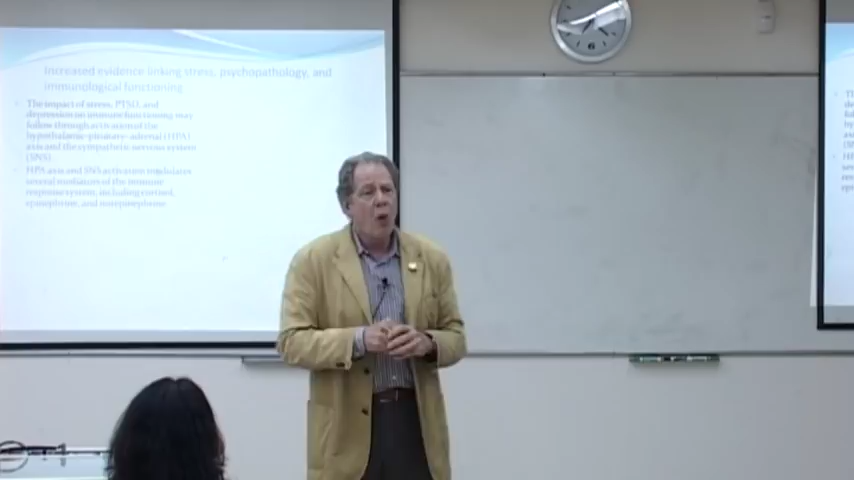 Increased evidence linking stress, psychopathology, and
immunological functioning
The impact of stress, PTSD, and
depression on immune functioning may
follow through activation of the
hypothalamic-pituitary-adrenal (HPA)
axis and the sympathetic nervous system
(SNS)
HPA axis and SNS activation modulates
several mediators of the immune
response system, including cortisol,
epinephrine, and norepinephrine.